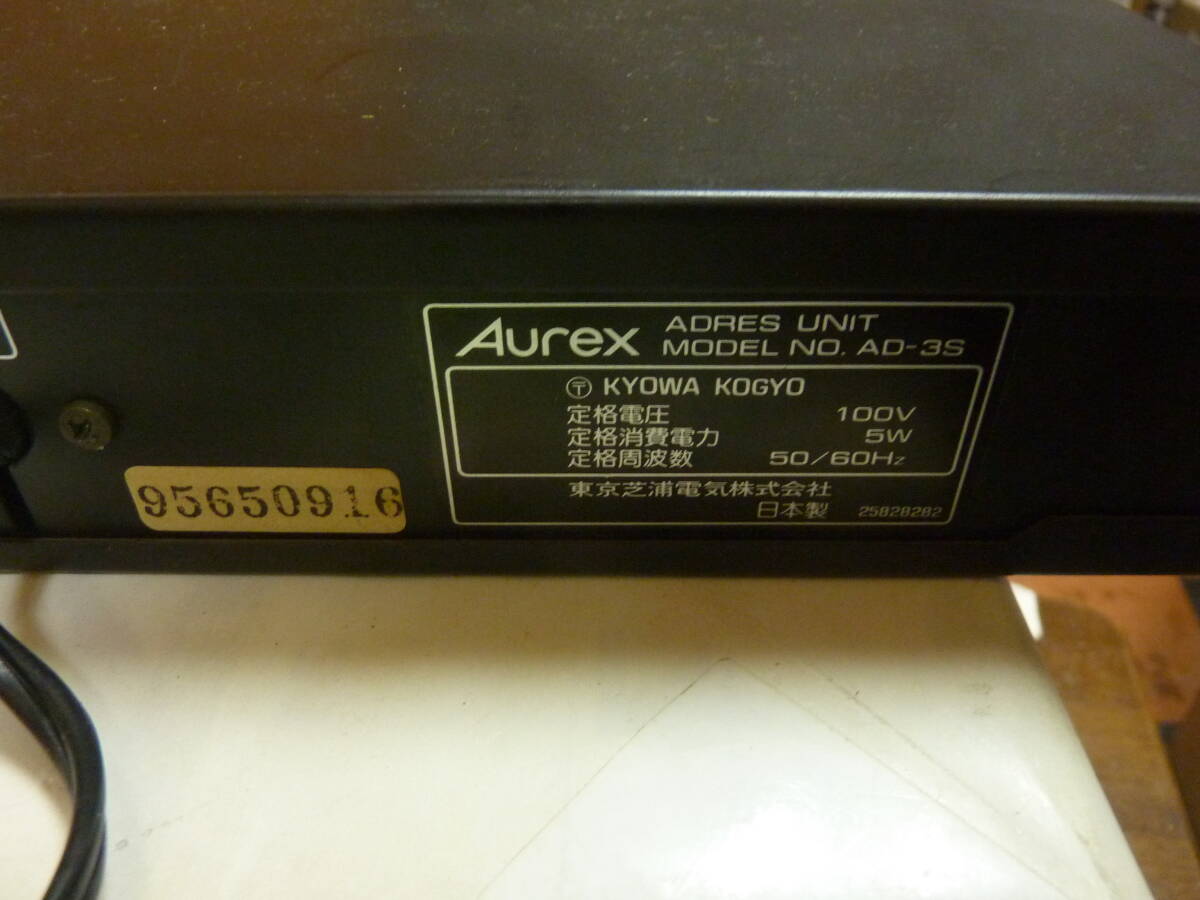 Aurex ADRES UNIT
MODEL NO. AD-3S
〶 KYOWA KOGYO
定格電圧 100V
定格消費電力 5W
定格周波数 50/60Hz
東京芝浦電気株式会社
日本製 25828282
95650916